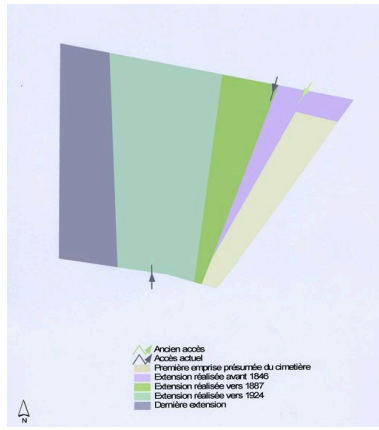 Ancien accès
Accès actuel
Première emprise présumée du cimetière
Extension réalisée avant 1846
Extension réalisée vers 1887
Extension réalisée vers 1924
Dernière extension
N